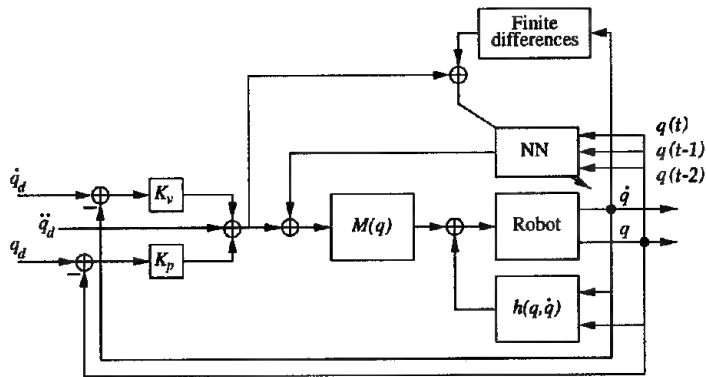 Finite
differences
NN
q(t)
q(t-1)
q(t-2)
q̇_d
K_v
q̈_d
M(q)
Robot
q̇
q
q_d
K_p
h(q,q̇)